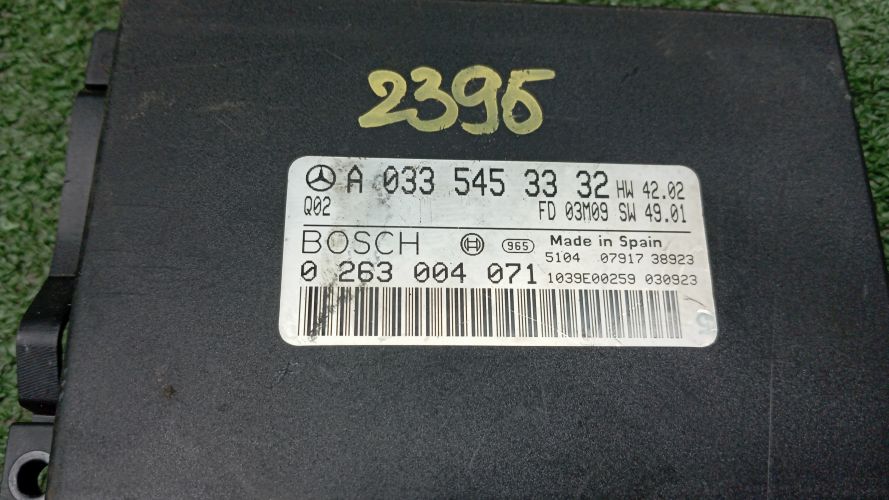 2395
A 033 545 33 32 HW 42.02
Q02 FD 03M09 SW 49.01
BOSCH 965 Made in Spain
5104 07917 38923
0 263 004 071 1039E00259 030923